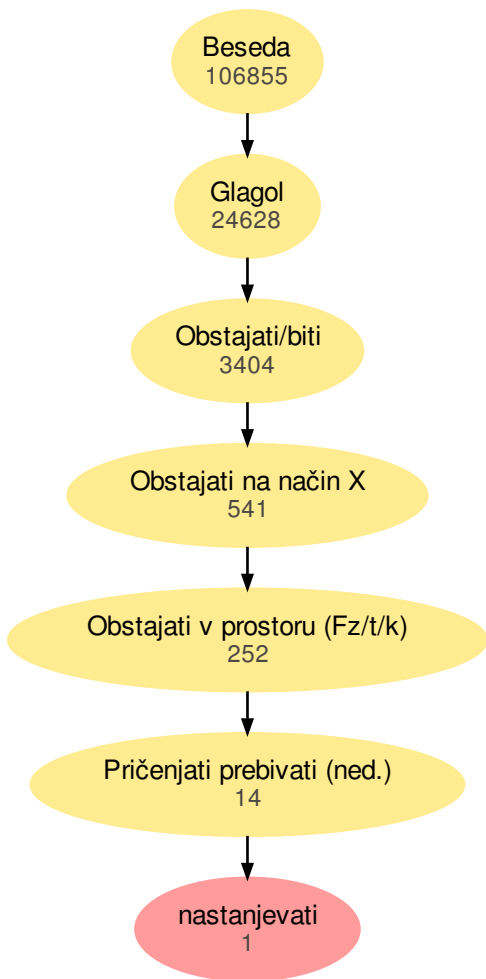 Beseda
106855
Glagol
24628
Obstajati/biti
3404
Obstajati na način X
541
Obstajati v prostoru (Fz/t/k)
252
Pričenjati prebivati (ned.)
14
nastanjevati
1